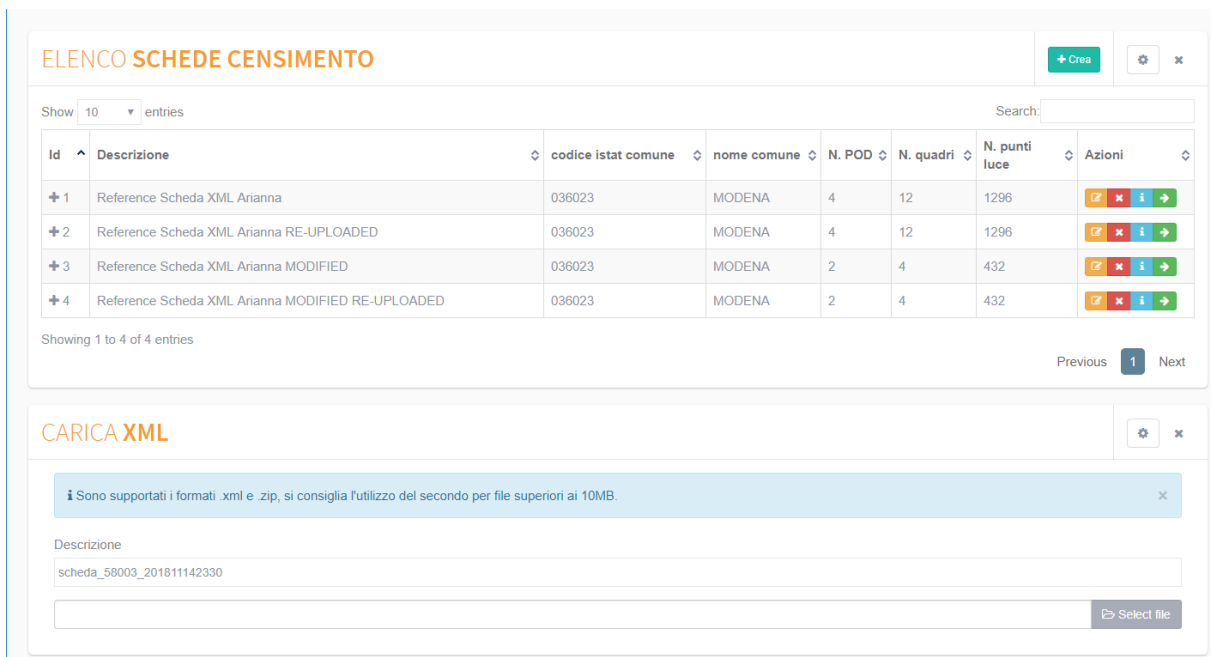 ELENCO SCHEDE CENSIMENTO
Crea
Show 10 entries
Search:
Id Descrizione codice istat comune nome comune N. POD N. quadri N. punti luce Azioni
1 Reference Scheda XML Arianna 036023 MODENA 4 12 1296
2 Reference Scheda XML Arianna RE-UPLOADED 036023 MODENA 4 12 1296
3 Reference Scheda XML Arianna MODIFIED 036023 MODENA 2 4 432
4 Reference Scheda XML Arianna MODIFIED RE-UPLOADED 036023 MODENA 2 4 432
Showing 1 to 4 of 4 entries
Previous 1 Next
CARICA XML
Sono supportati i formati .xml e .zip, si consiglia l'utilizzo del secondo per file superiori ai 10MB.
Descrizione
scheda_58003_201811142330
Select file